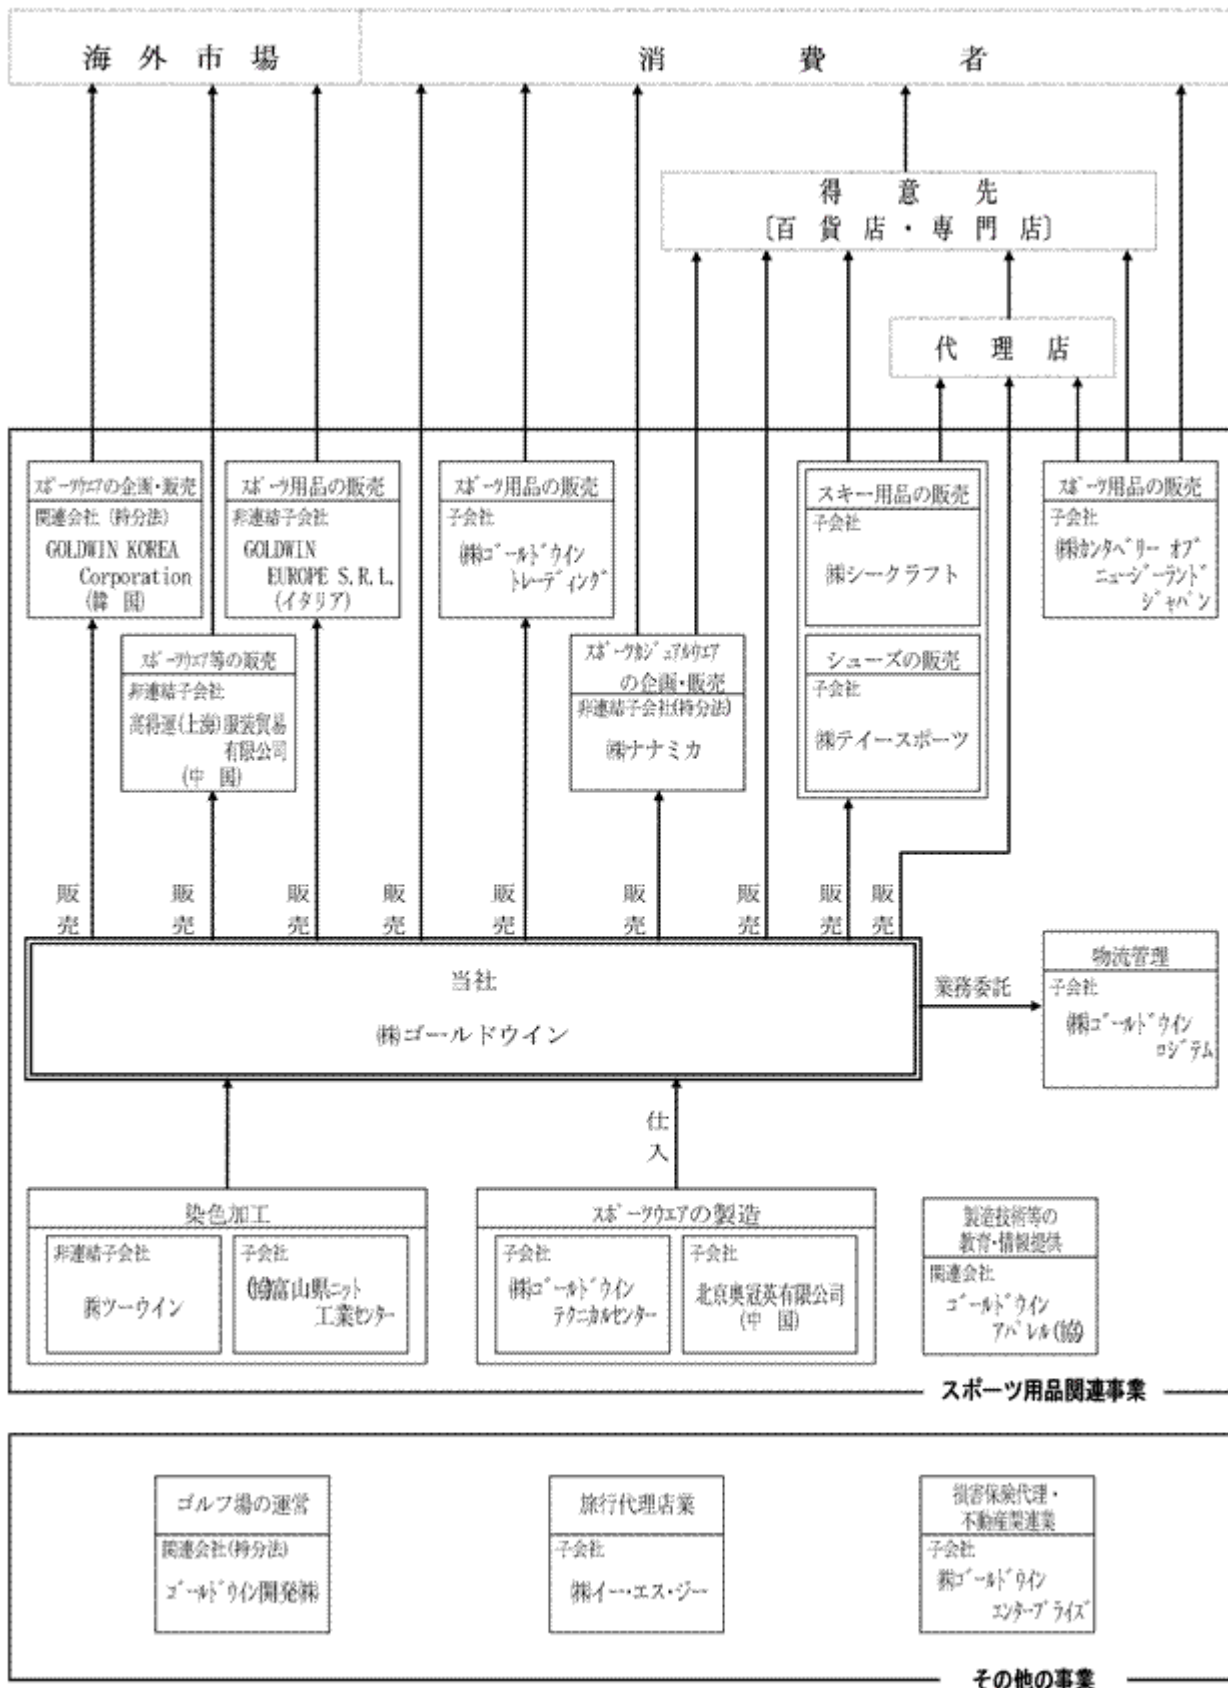 海外市場
消費者
得意先
〔百貨店・専門店〕
代理店
スポーツウエアの企画・販売
関連会社(持分法)
GOLDWIN KOREA
Corporation
(韓国)
スポーツ用品の販売
非連結子会社
GOLDWIN
EUROPE S.R.L.
(イタリア)
スポーツ用品の販売
子会社
㈱ゴールドウイン
トレーディング
スキー用品の販売
子会社
㈱シークラフト
スポーツ用品の販売
子会社
㈱カンタベリー オブ
ニュージーランド
ジャパン
スポーツウエア等の販売
非連結子会社
高得運(上海)服装貿易
有限公司
(中国)
スポーツカジュアルウエア
の企画・販売
非連結子会社(持分法)
㈱ナナミカ
シューズの販売
子会社
㈱テイースポーツ
販売
販売
販売
販売
販売
販売
販売
販売
販売
当社
㈱ゴールドウイン
業務委託
物流管理
子会社
㈱ゴールドウイン
ロジテム
仕入
染色加工
非連結子会社
㈲ツーウイン
子会社
(協)富山県ニット
工業センター
スポーツウエアの製造
子会社
㈱ゴールドウイン
テクニカルセンター
子会社
北京奥冠英有限公司
(中国)
製造技術等の
教育・情報提供
関連会社
ゴールドウイン
アパレル(協)
スポーツ用品関連事業
ゴルフ場の運営
関連会社(持分法)
ゴールドウイン開発㈱
旅行代理店業
子会社
㈱イー・エス・ジー
損害保険代理・
不動産関連業
子会社
㈱ゴールドウイン
エンタープライズ
その他の事業